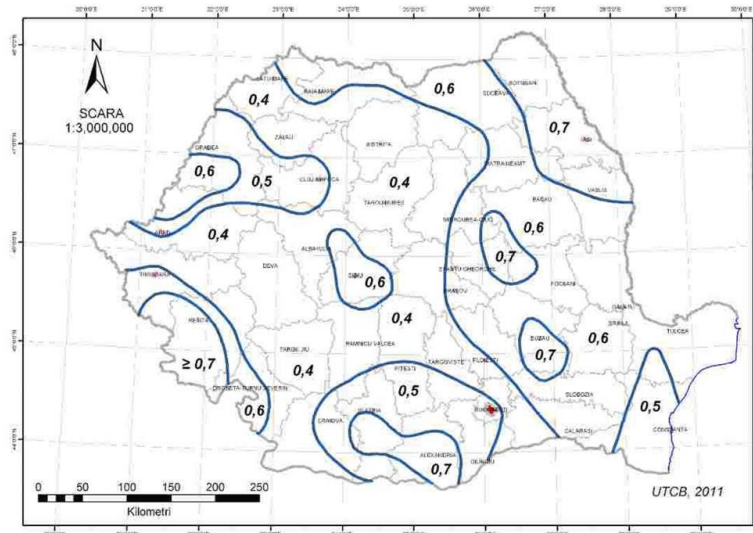 N
SCARA
1:3,000,000
SATU MARE
BAIA MARE
0,4
0,6
SUCEAVA
BOTOSANI
0,7
IASI
ORADEA
ZALAU
BISTRITA
PIATRA NEAMT
0,6
0,5
CLUJ-NAPOCA
0,4
VASLUI
TARGU MURES
BACAU
ARAD
0,4
MIERCUREA-CIUC
0,6
0,7
ALBA IULIA
DEVA
TIMISOARA
SIBIU
0,6
SFANTU GHEORGHE
BRASOV
FOCSANI
RESITA
0,4
GALATI
BRAILA
TULCEA
BUZAU
0,7
0,6
≥ 0,7
TARGU JIU
0,4
RAMNICU VALCEA
TARGOVISTE
PLOIESTI
PITESTI
DROBETA-TURNU SEVERIN
0,6
0,5
SLOBOZIA
0,5
CRAIOVA
SLATINA
BUCURESTI
CALARASI
CONSTANTA
ALEXANDRIA
GIURGIU
0,7
0 50 100 150 200 250
Kilometri
UTCB, 2011